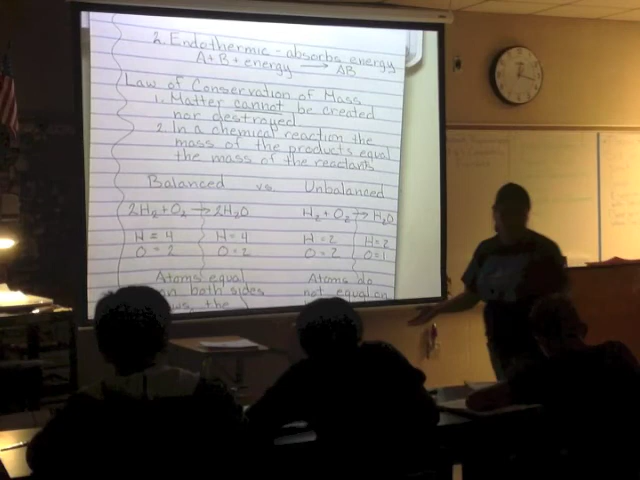 2. Endothermic - absorbs energy
A + B + energy → AB
Law of Conservation of Mass
1. Matter cannot be created
nor destroyed
2. In a chemical reaction the
mass of the products equal
the mass of the reactants
Balanced vs. Unbalanced
2H₂ + O₂ → 2H₂O H₂ + O₂ → H₂O
H = 4 H = 4 H = 2 H = 2
O = 2 O = 2 O = 2 O = 1
Atoms equal Atoms do
on both sides not equal on
the